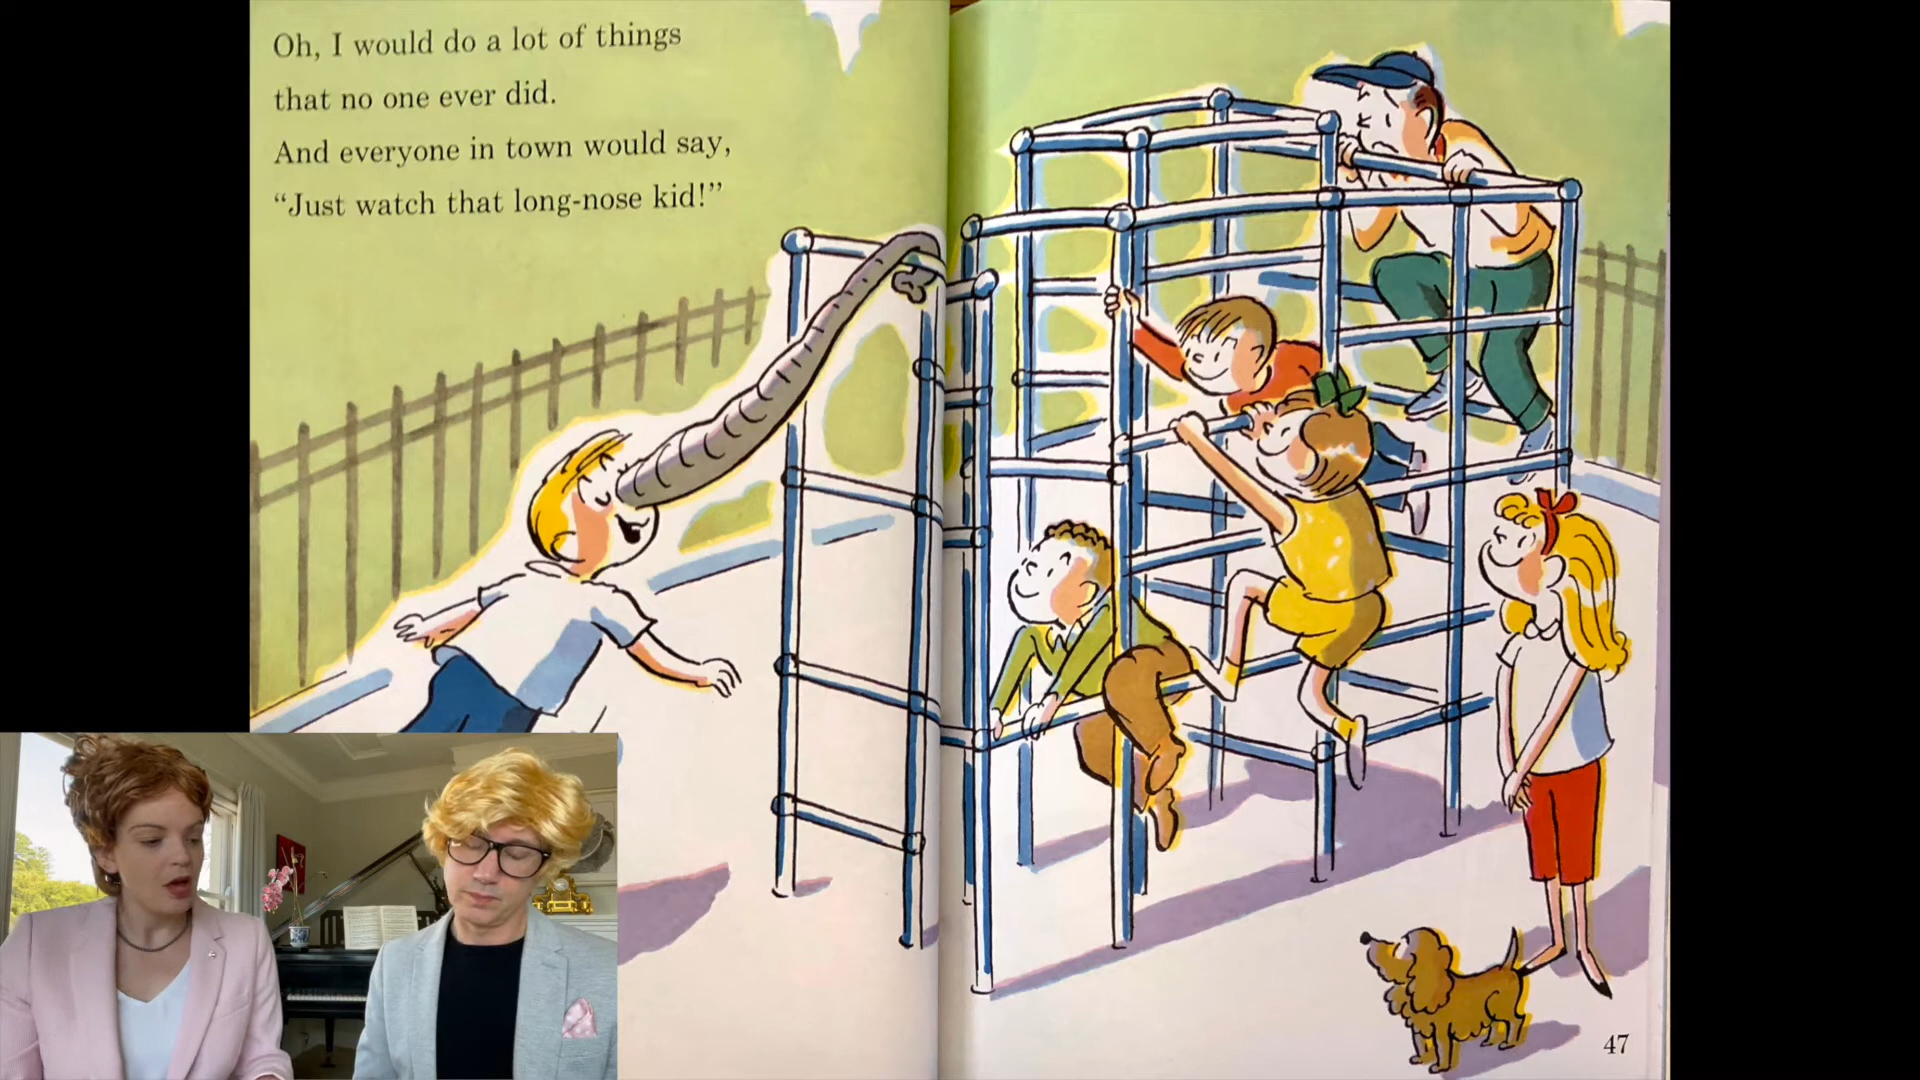 Oh, I would do a lot of things
that no one ever did.
And everyone in town would say,
“Just watch that long-nose kid!”
47